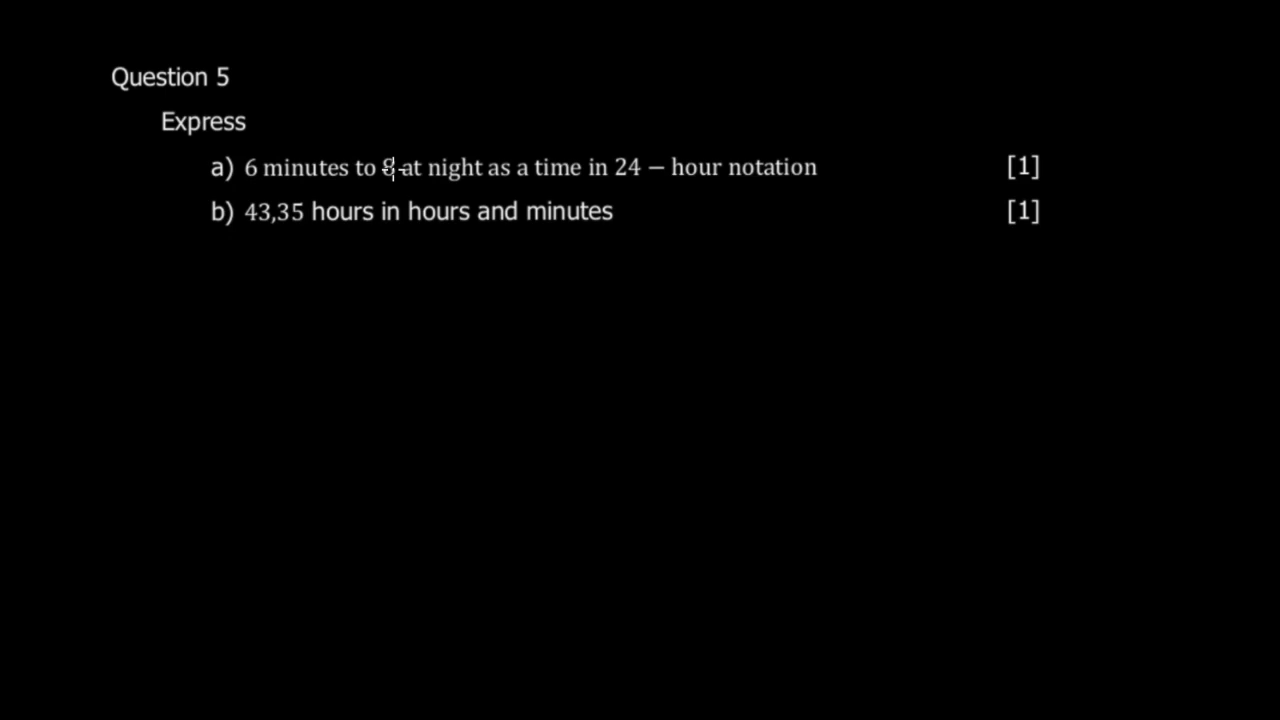 Question 5
Express
a) 6 minutes to 8 at night as a time in 24 – hour notation [1]
b) 43,35 hours in hours and minutes [1]